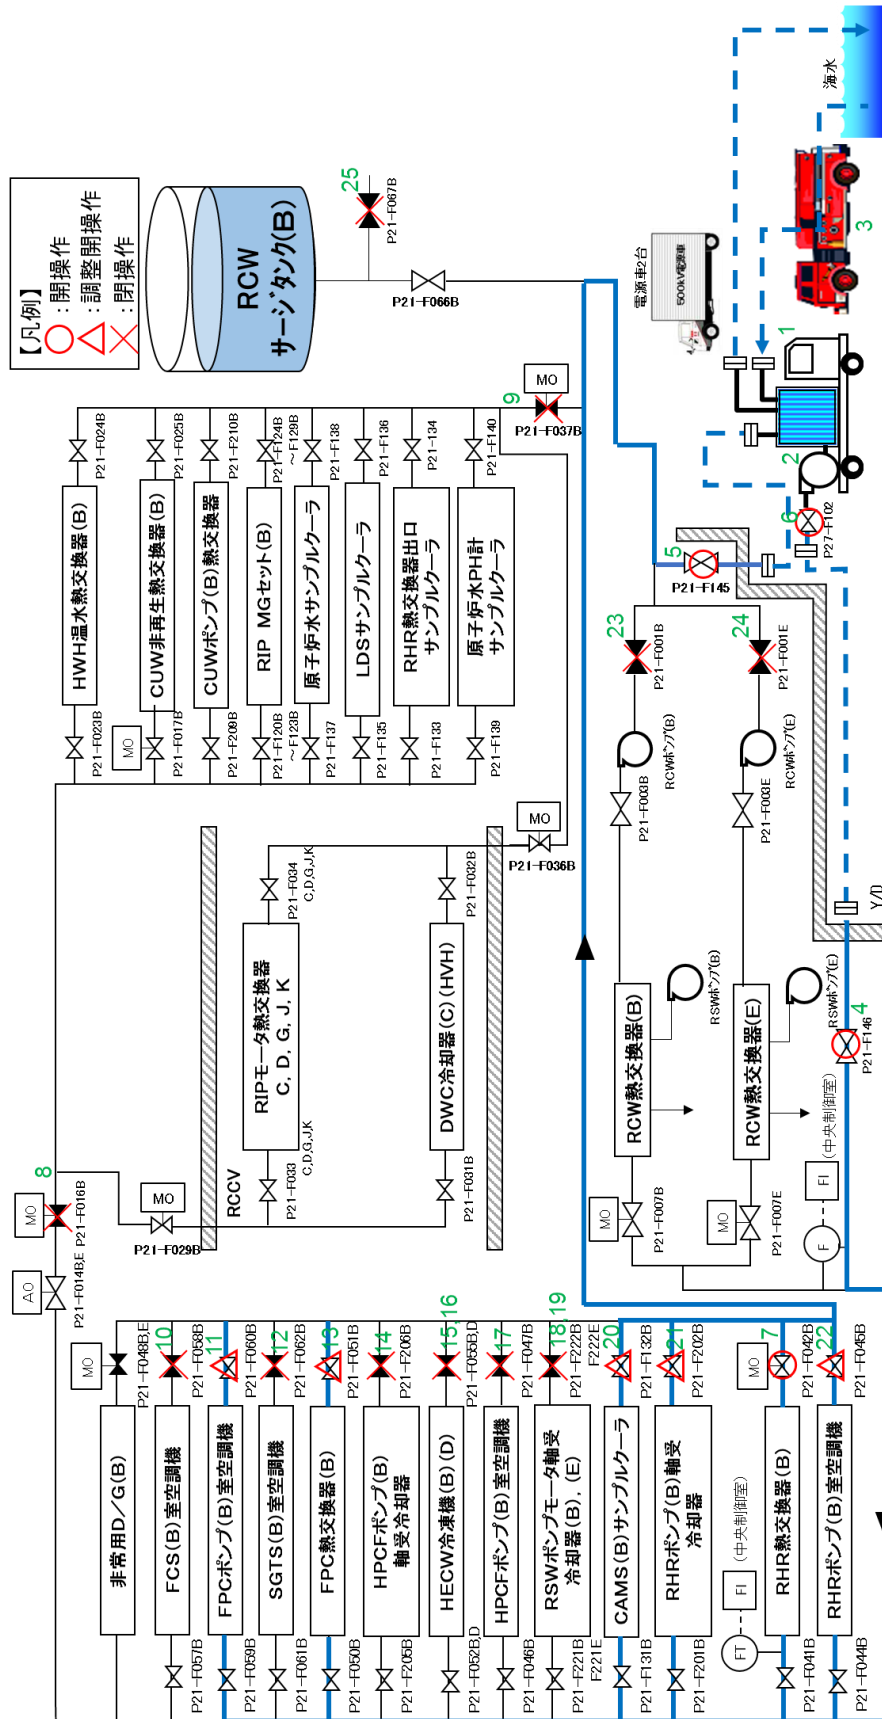 【凡例】
○：開操作
△：調整開操作
×：閉操作
RCW
サージタンク(B)
25
P21-F067B
P21-F066B
海水
3
電源車2台
500kV電源車
1
2
6
P27-F102
5
P21-F145
MO
9
P21-F037B
P21-F024B
HWH温水熱交換器(B)
P21-F023B
P21-F025B
CUW非再生熱交換器(B)
MO
P21-F017B
P21-F210B
CUWポンプ(B)熱交換器
P21-F209B
P21-F124B
～F129B
RIP MGセット(B)
P21-F120B
～F123B
P21-F138
原子炉水サンプルクーラ
P21-F137
P21-F136
LDSサンプルクーラ
P21-F135
P21-134
RHR熱交換器出口
サンプルクーラ
P21-F133
P21-F140
原子炉水PH計
サンプルクーラ
P21-F139
23
P21-F001B
24
P21-F001E
RCWポンプ(B)
RCWポンプ(E)
P21-F003B
P21-F003E
MO
P21-F036B
P21-F034
C,D,G,J,K
RIPモータ熱交換器
C, D, G, J, K
P21-F033
C,D,G,J,K
P21-F032B
DWC冷却器(C)(HVH)
P21-F031B
RCCV
RCW熱交換器(B)
RSWポンプ(B)
RCW熱交換器(E)
RSWポンプ(E)
Y/D
4
P21-F146
MO
P21-F007B
MO
P21-F007E
FI
(中央制御室)
F
8
MO
P21-F016B
AO
P21-F014B,E
MO
P21-F029B
MO
P21-F048B,E
非常用D／G(B)
10
P21-F058B
FCS(B)室空調機
P21-F057B
11
P21-F060B
FPCポンプ(B)室空調機
P21-F059B
12
P21-F062B
SGTS(B)室空調機
P21-F061B
13
P21-F051B
FPC熱交換器(B)
P21-F050B
14
P21-F206B
HPCFポンプ(B)
軸受冷却器
P21-F205B
15,16
P21-F055B,D
HECW冷凍機(B)(D)
P21-F052B,D
17
P21-F047B
HPCFポンプ(B)室空調機
P21-F046B
18,19
P21-F222B
F222E
RSWポンプモータ軸受
冷却器(B)，(E)
P21-F221B
F221E
20
P21-F132B
CAMS(B)サンプルクーラ
P21-F131B
21
P21-F202B
RHRポンプ(B)軸受
冷却器
P21-F201B
MO
7
P21-F042B
RHR熱交換器(B)
P21-F041B
FI
(中央制御室)
FT
22
P21-F045B
RHRポンプ(B)室空調機
P21-F044B